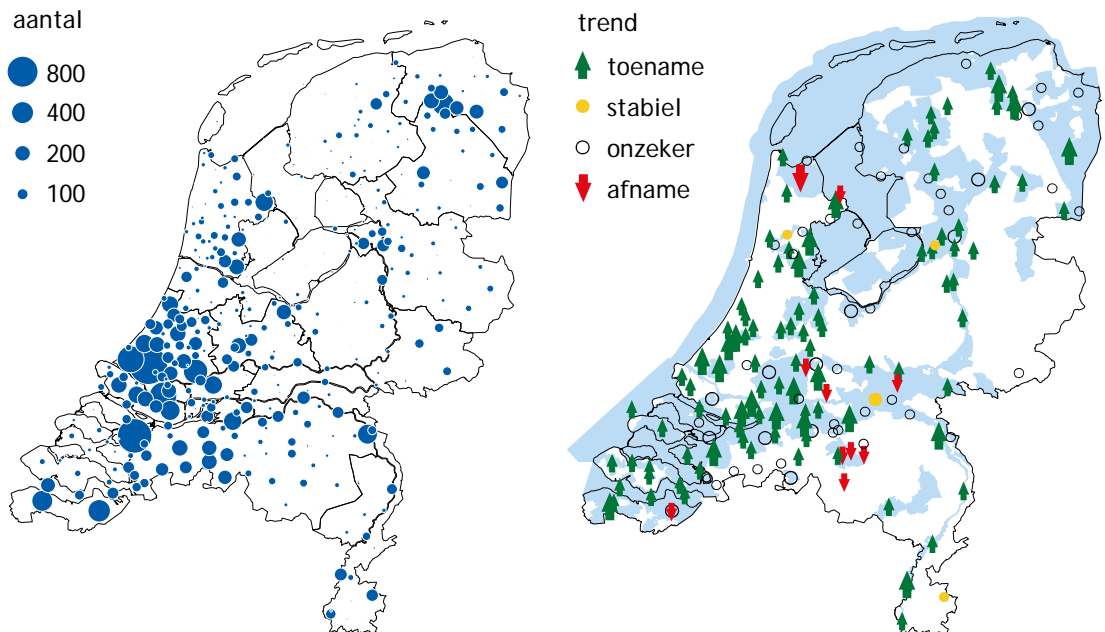 aantal
800
400
200
100
trend
toename
stabiel
onzeker
afname